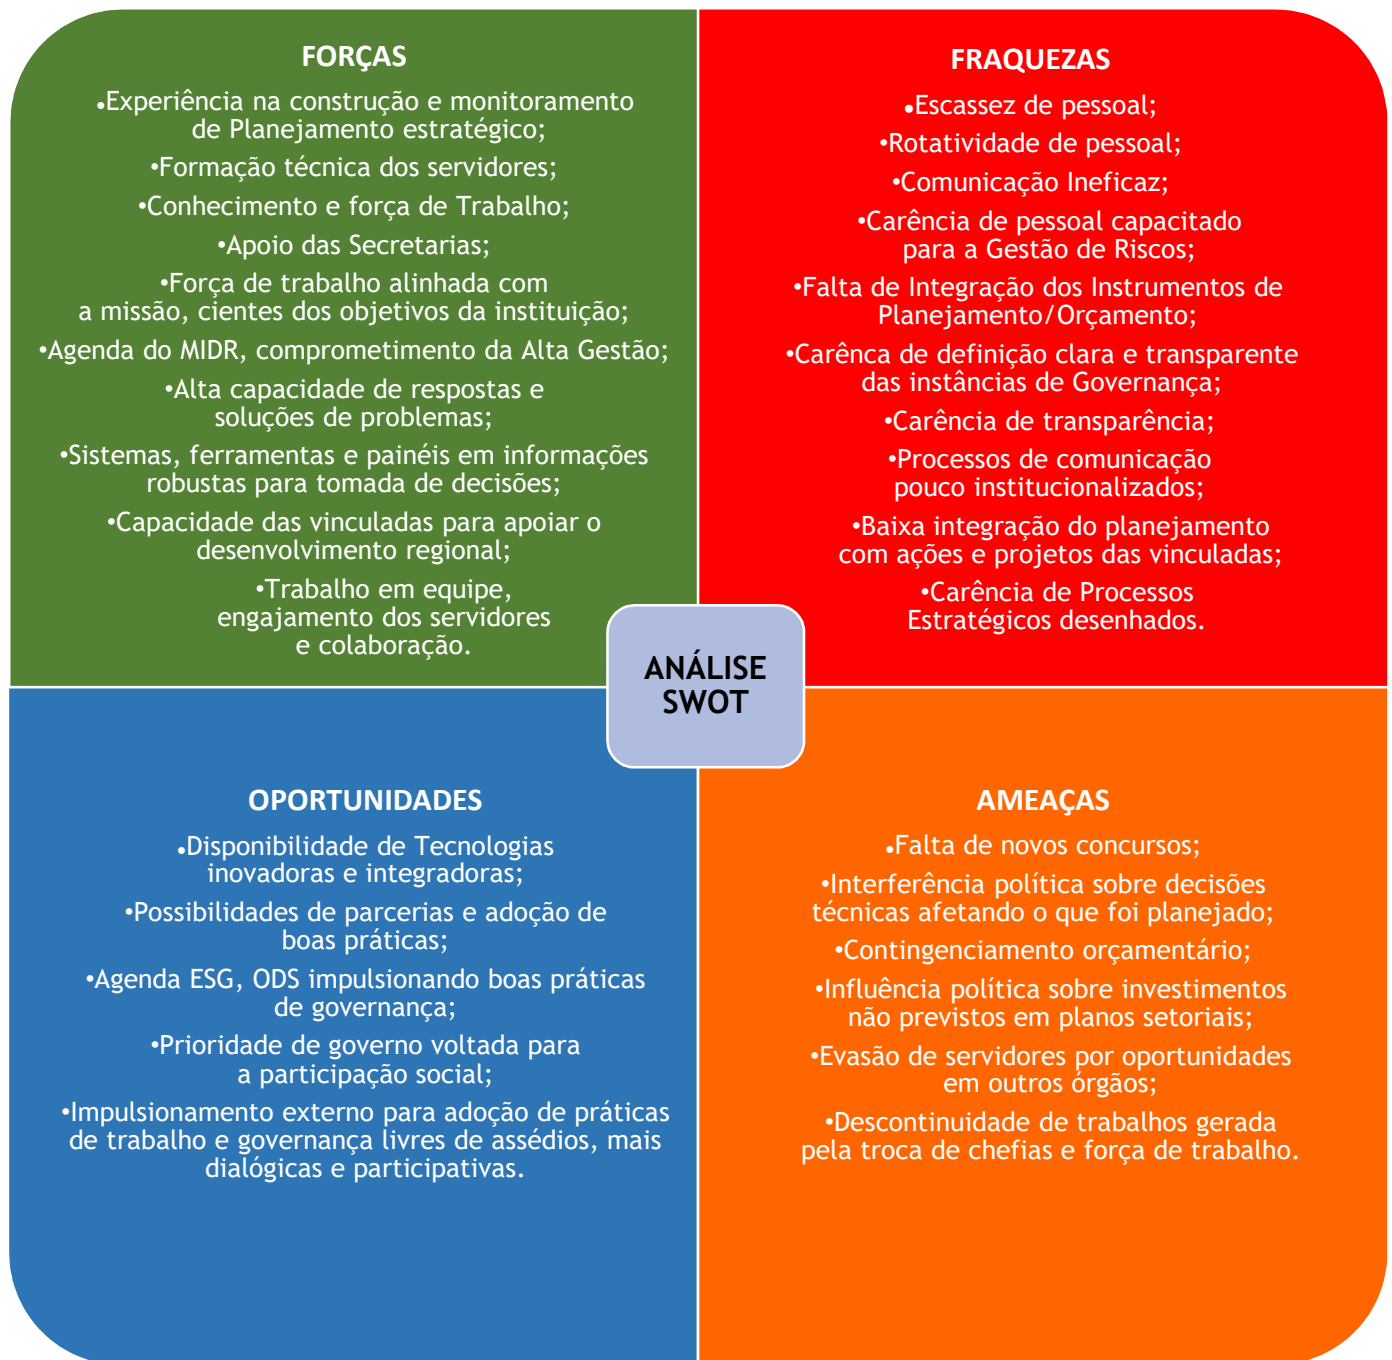 FORÇAS
•Experiência na construção e monitoramento
de Planejamento estratégico;
•Formação técnica dos servidores;
•Conhecimento e força de Trabalho;
•Apoio das Secretarias;
•Força de trabalho alinhada com
a missão, cientes dos objetivos da instituição;
•Agenda do MIDR, comprometimento da Alta Gestão;
•Alta capacidade de respostas e
soluções de problemas;
•Sistemas, ferramentas e painéis em informações
robustas para tomada de decisões;
•Capacidade das vinculadas para apoiar o
desenvolvimento regional;
•Trabalho em equipe,
engajamento dos servidores
e colaboração.
FRAQUEZAS
•Escassez de pessoal;
•Rotatividade de pessoal;
•Comunicação Ineficaz;
•Carência de pessoal capacitado
para a Gestão de Riscos;
•Falta de Integração dos Instrumentos de
Planejamento/Orçamento;
•Carênca de definição clara e transparente
das instâncias de Governança;
•Carência de transparência;
•Processos de comunicação
pouco institucionalizados;
•Baixa integração do planejamento
com ações e projetos das vinculadas;
•Carência de Processos
Estratégicos desenhados.
ANÁLISE
SWOT
OPORTUNIDADES
•Disponibilidade de Tecnologias
inovadoras e integradoras;
•Possibilidades de parcerias e adoção de
boas práticas;
•Agenda ESG, ODS impulsionando boas práticas
de governança;
•Prioridade de governo voltada para
a participação social;
•Impulsionamento externo para adoção de práticas
de trabalho e governança livres de assédios, mais
dialógicas e participativas.
AMEAÇAS
•Falta de novos concursos;
•Interferência política sobre decisões
técnicas afetando o que foi planejado;
•Contingenciamento orçamentário;
•Influência política sobre investimentos
não previstos em planos setoriais;
•Evasão de servidores por oportunidades
em outros órgãos;
•Descontinuidade de trabalhos gerada
pela troca de chefias e força de trabalho.